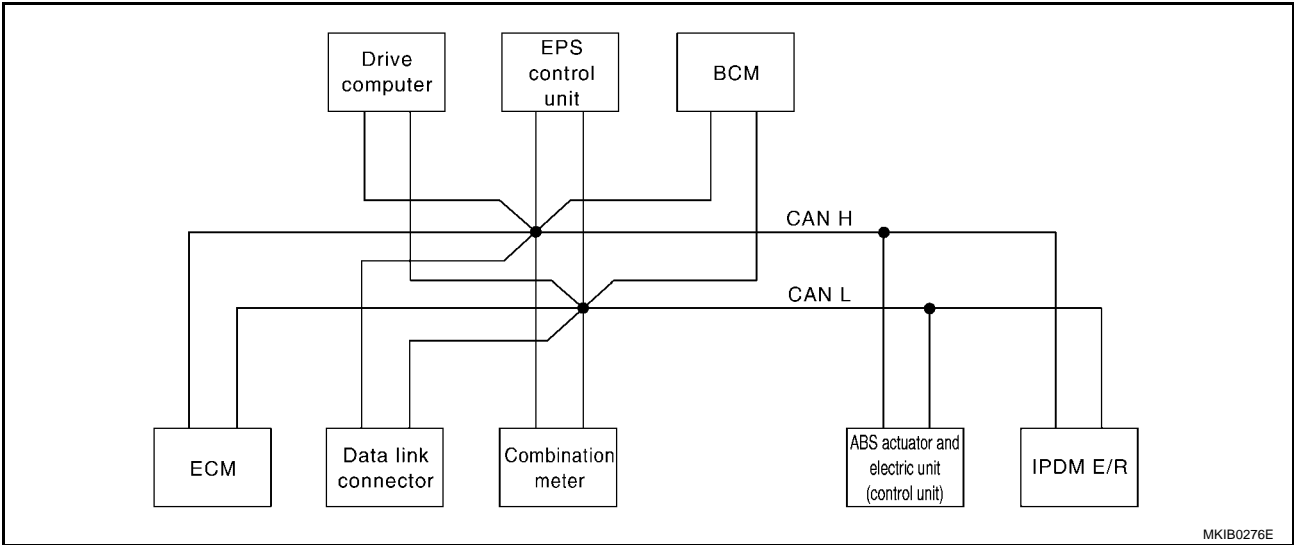 Drive
computer
EPS
control
unit
BCM
CAN H
CAN L
ECM
Data link
connector
Combination
meter
ABS actuator and
electric unit
(control unit)
IPDM E/R
MKIB0276E